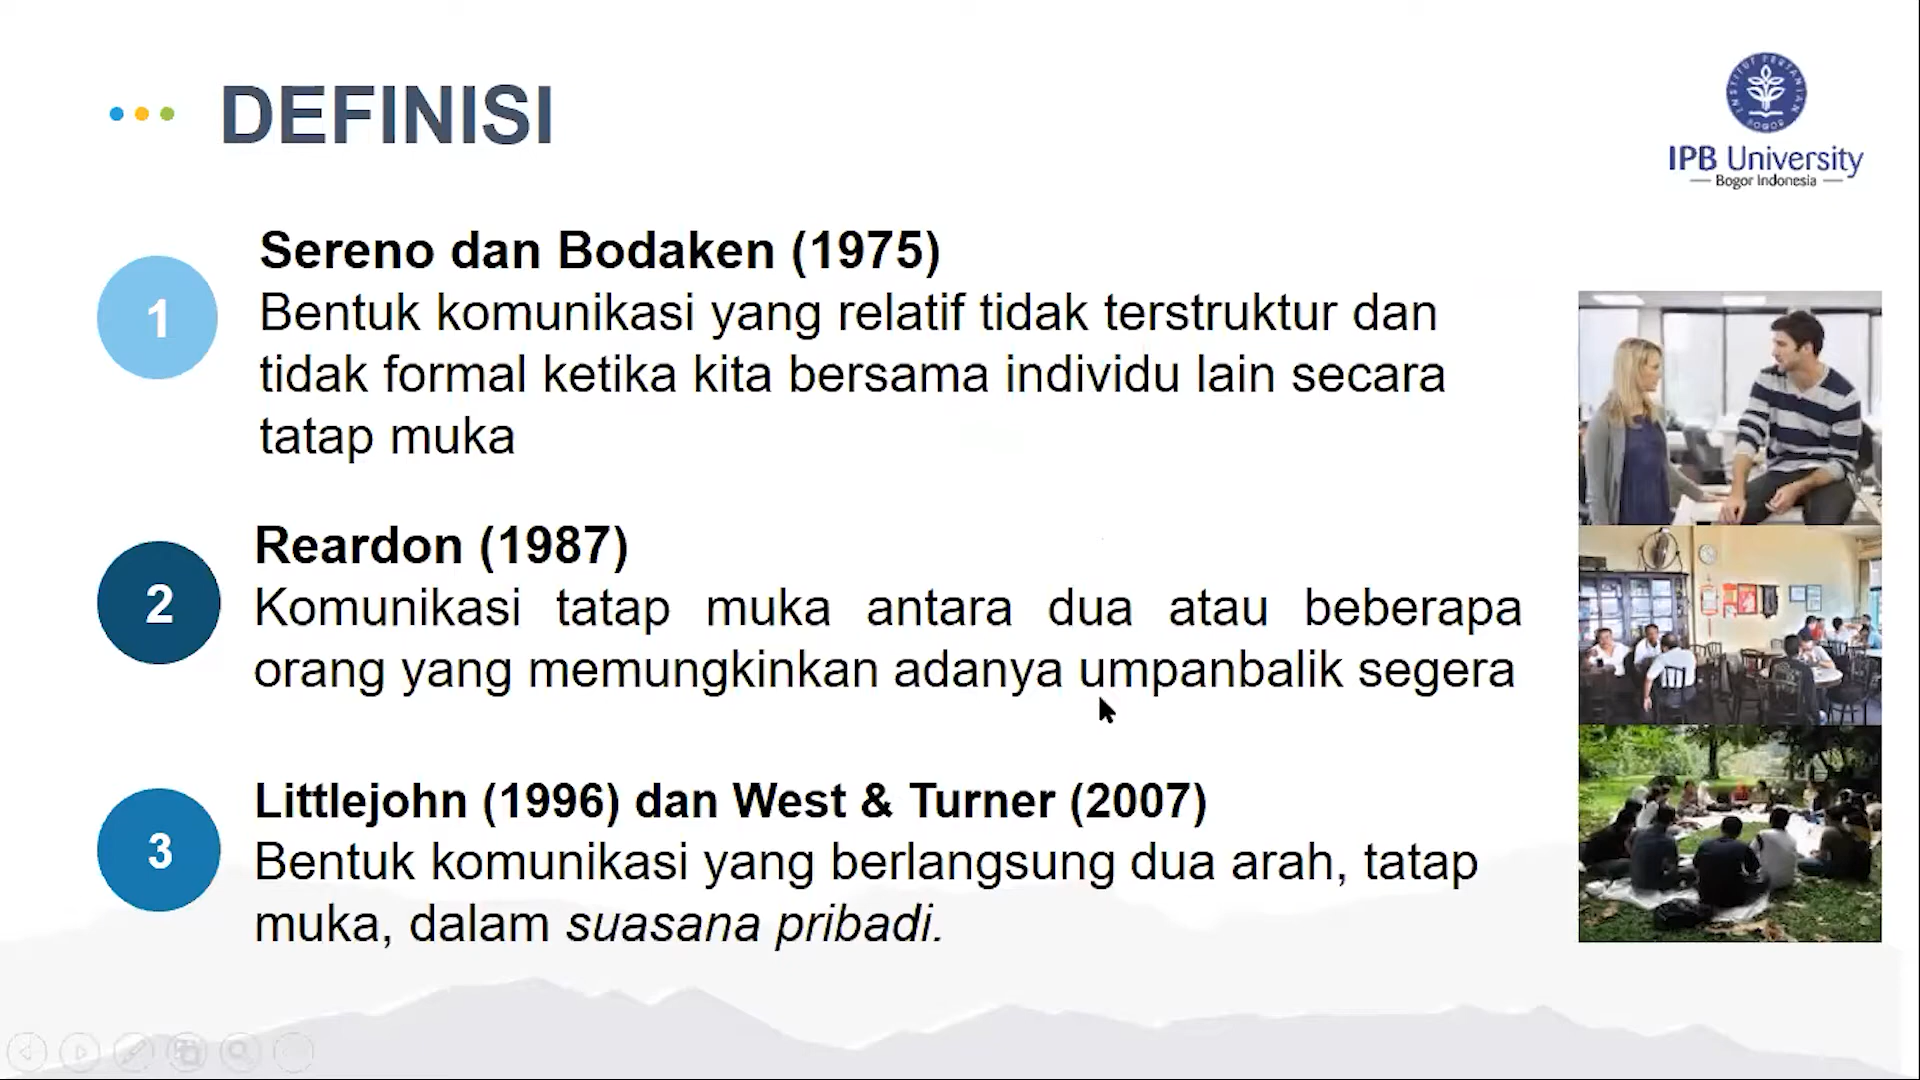 DEFINISI
INSTITUT PERTANIAN
BOGOR
IPB University
Bogor Indonesia
1
Sereno dan Bodaken (1975)
Bentuk komunikasi yang relatif tidak terstruktur dan
tidak formal ketika kita bersama individu lain secara
tatap muka
2
Reardon (1987)
Komunikasi tatap muka antara dua atau beberapa
orang yang memungkinkan adanya umpanbalik segera
3
Littlejohn (1996) dan West & Turner (2007)
Bentuk komunikasi yang berlangsung dua arah, tatap
muka, dalam suasana pribadi.